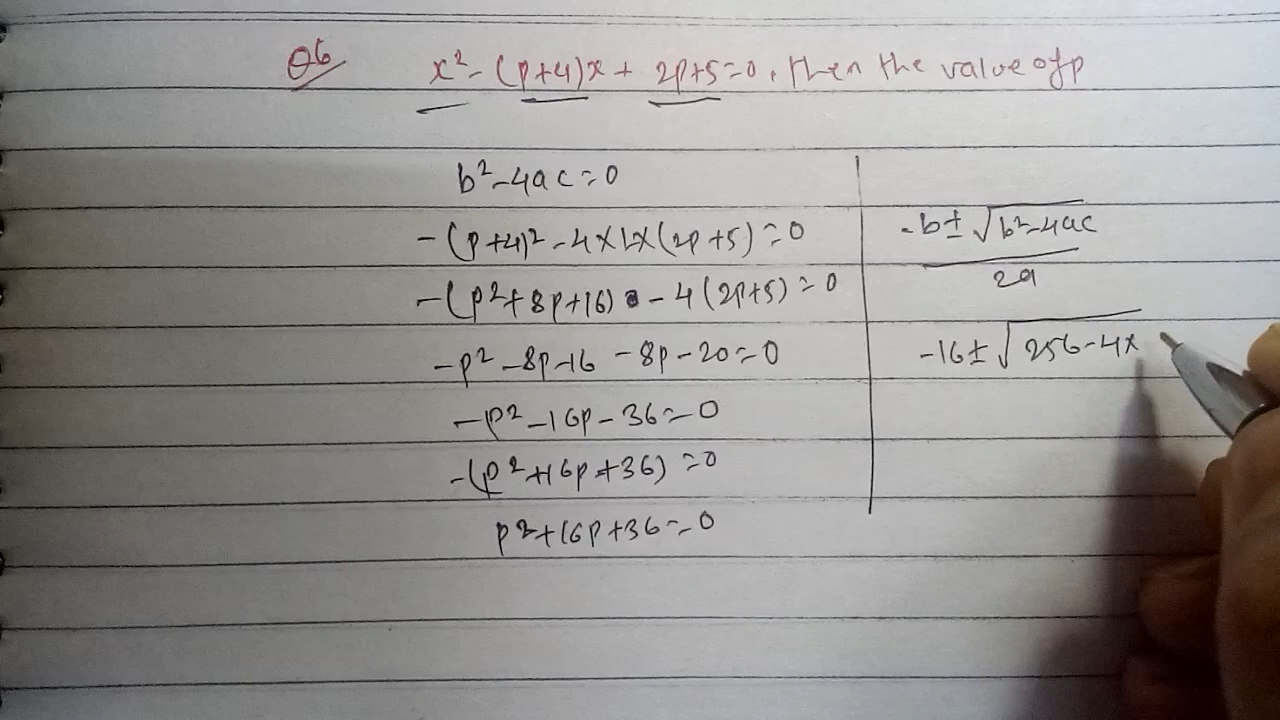 Q6 x² - (p+4)x + 2p+5=0, then the value of p
b²-4ac=0
-(p+4)² - 4×1×(2p+5)=0
-(p²+8p+16) - 4(2p+5)=0
-p² -8p-16 -8p-20=0
-p²-16p-36=0
-(p²+16p+36)=0
p²+16p+36=0
-b±√b²-4ac
2a
-16±√256-4×